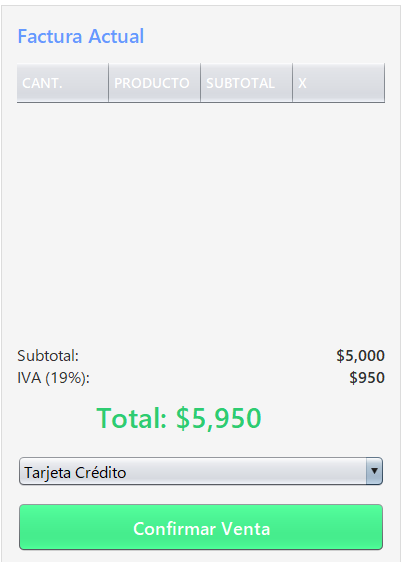 Factura Actual
CANT. PRODUCTO SUBTOTAL X
Subtotal: $5,000
IVA (19%): $950
Total: $5,950
Tarjeta Crédito
Confirmar Venta